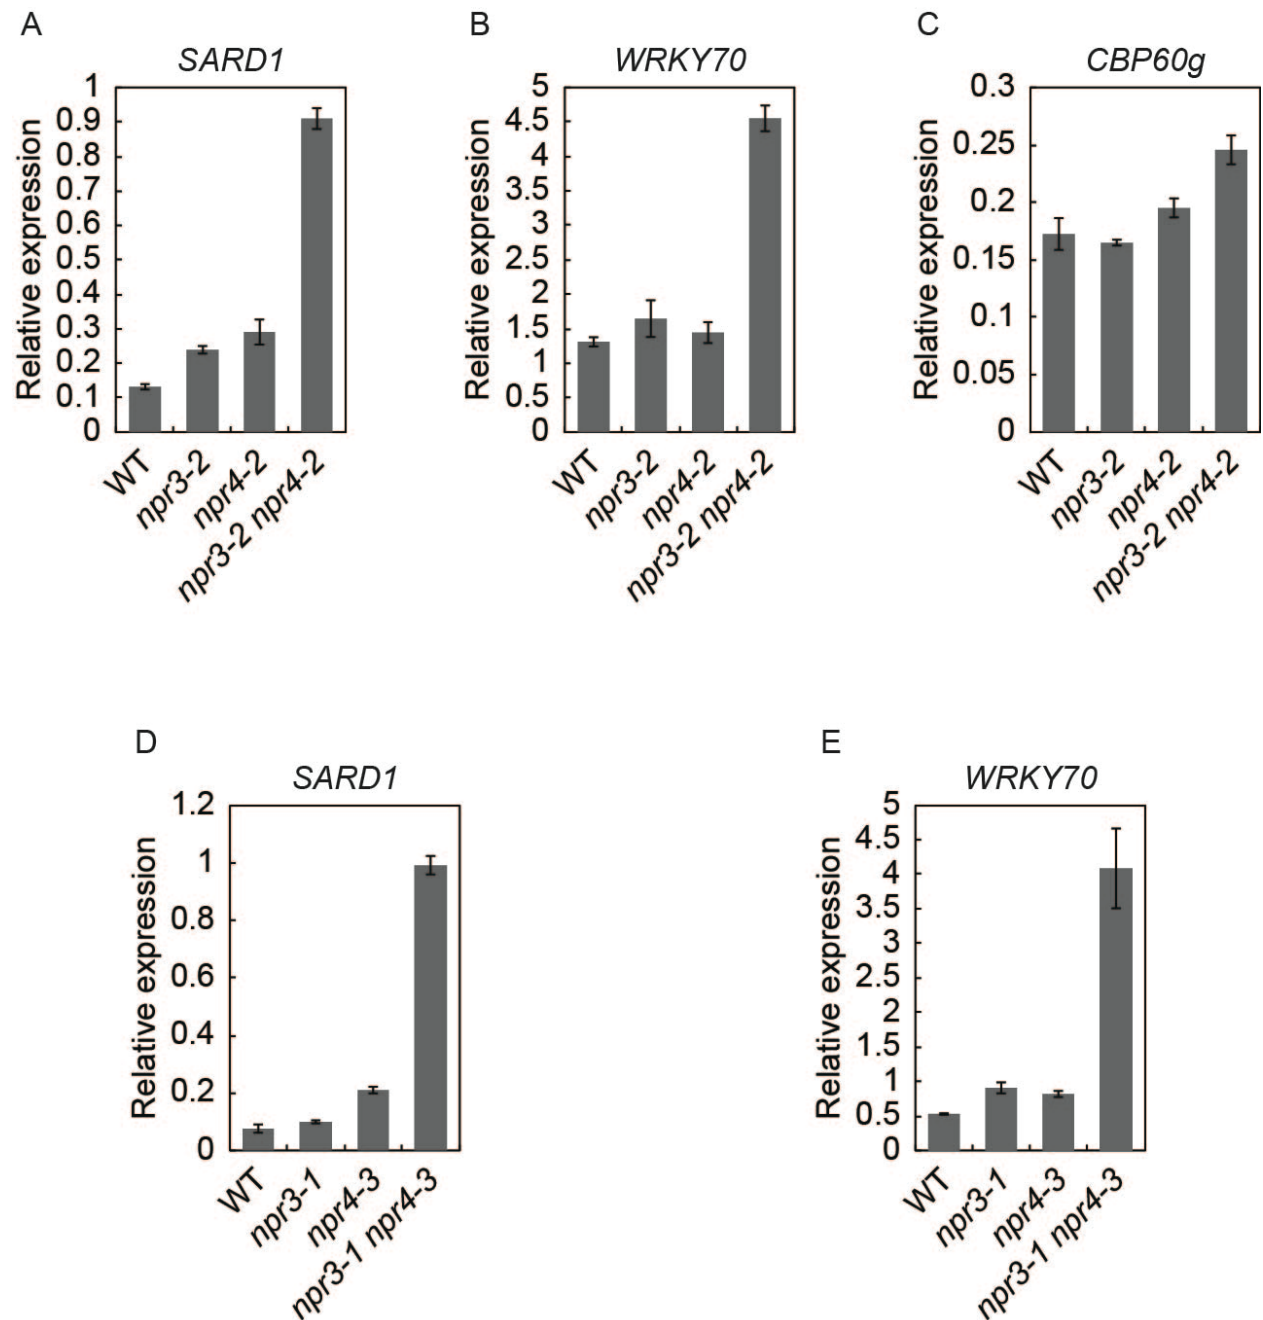 A
SARD1
Relative expression
1
0.9
0.8
0.7
0.6
0.5
0.4
0.3
0.2
0.1
0
WT
npr3-2
npr4-2
npr3-2 npr4-2
B
WRKY70
Relative expression
5
4.5
4
3.5
3
2.5
2
1.5
1
0.5
0
WT
npr3-2
npr4-2
npr3-2 npr4-2
C
CBP60g
Relative expression
0.3
0.25
0.2
0.15
0.1
0.05
0
WT
npr3-2
npr4-2
npr3-2 npr4-2
D
SARD1
Relative expression
1.2
1
0.8
0.6
0.4
0.2
0
WT
npr3-1
npr4-3
npr3-1 npr4-3
E
WRKY70
Relative expression
5
4.5
4
3.5
3
2.5
2
1.5
1
0.5
0
WT
npr3-1
npr4-3
npr3-1 npr4-3